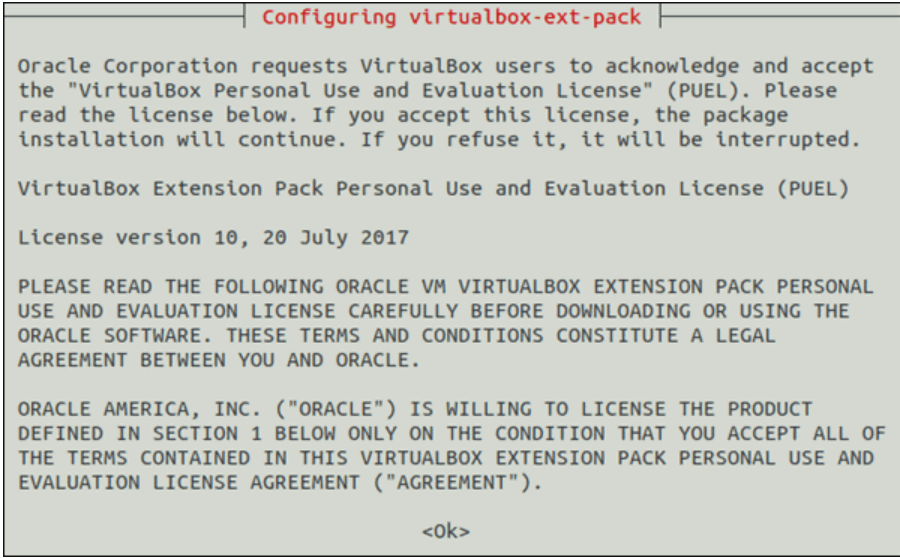 Configuring virtualbox-ext-pack
Oracle Corporation requests VirtualBox users to acknowledge and accept
the "VirtualBox Personal Use and Evaluation License" (PUEL). Please
read the license below. If you accept this license, the package
installation will continue. If you refuse it, it will be interrupted.
VirtualBox Extension Pack Personal Use and Evaluation License (PUEL)
License version 10, 20 July 2017
PLEASE READ THE FOLLOWING ORACLE VM VIRTUALBOX EXTENSION PACK PERSONAL
USE AND EVALUATION LICENSE CAREFULLY BEFORE DOWNLOADING OR USING THE
ORACLE SOFTWARE. THESE TERMS AND CONDITIONS CONSTITUTE A LEGAL
AGREEMENT BETWEEN YOU AND ORACLE.
ORACLE AMERICA, INC. ("ORACLE") IS WILLING TO LICENSE THE PRODUCT
DEFINED IN SECTION 1 BELOW ONLY ON THE CONDITION THAT YOU ACCEPT ALL OF
THE TERMS CONTAINED IN THIS VIRTUALBOX EXTENSION PACK PERSONAL USE AND
EVALUATION LICENSE AGREEMENT ("AGREEMENT").
<Ok>